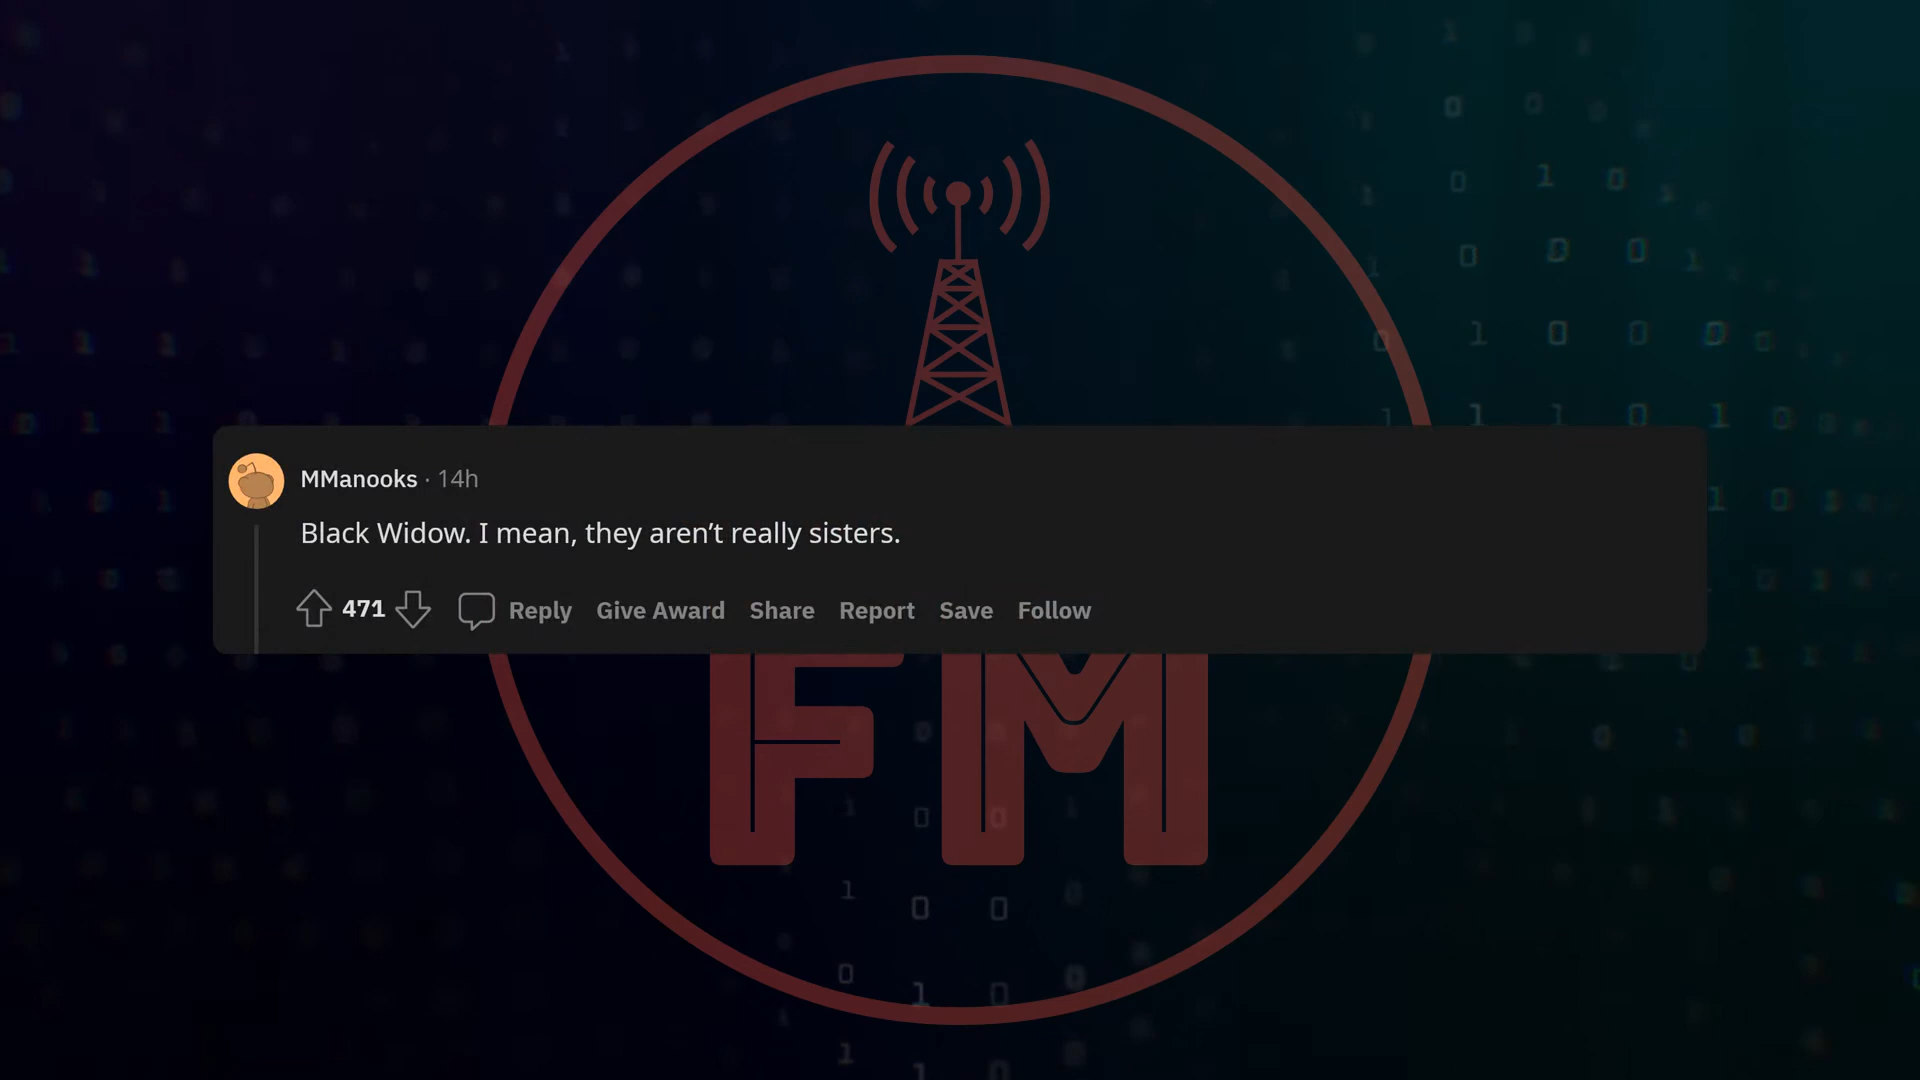 MManooks · 14h
Black Widow. I mean, they aren’t really sisters.
471 Reply Give Award Share Report Save Follow
FM